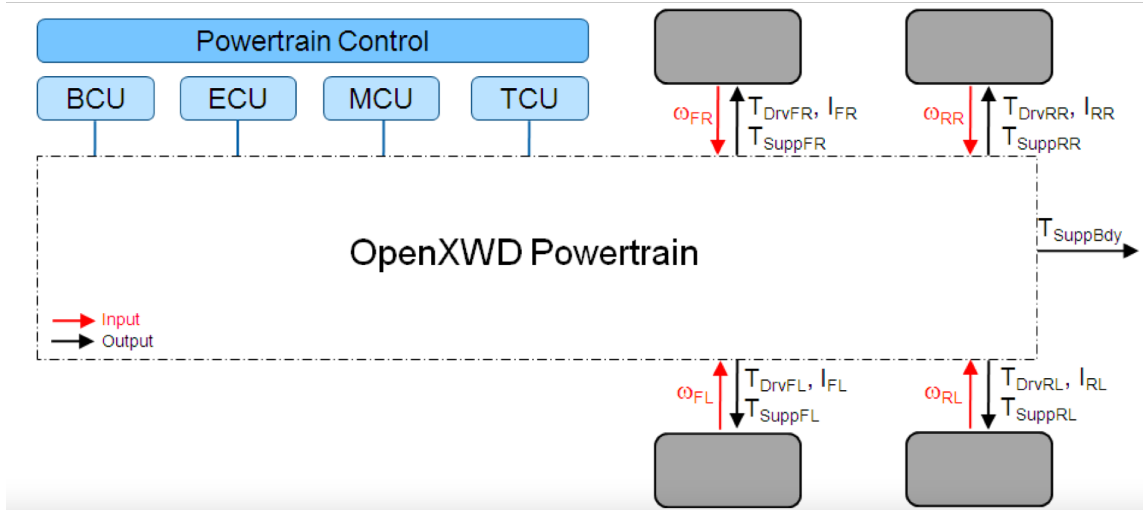 Powertrain Control
BCU ECU MCU TCU
ωFR TDrvFR, IFR
TSuppFR
ωRR TDrvRR, IRR
TSuppRR
OpenXWD Powertrain
TSuppBdy
Input
Output
ωFL TDrvFL, IFL
TSuppFL
ωRL TDrvRL, IRL
TSuppRL